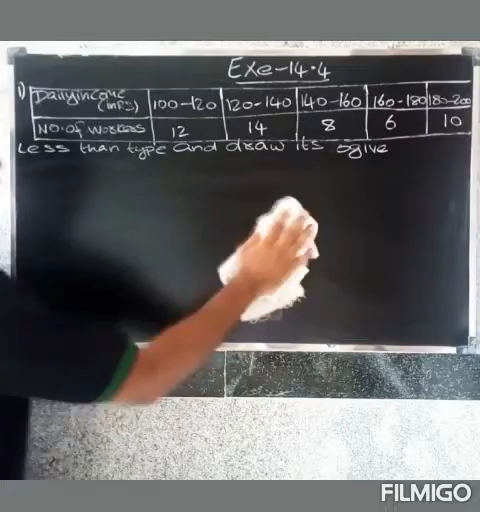 Exe-14.4
1) Daily income (in Rs) 100-120 120-140 140-160 160-180 180-200
No. of workers 12 14 8 6 10
Less than type and draw its ogive
FILMIGO